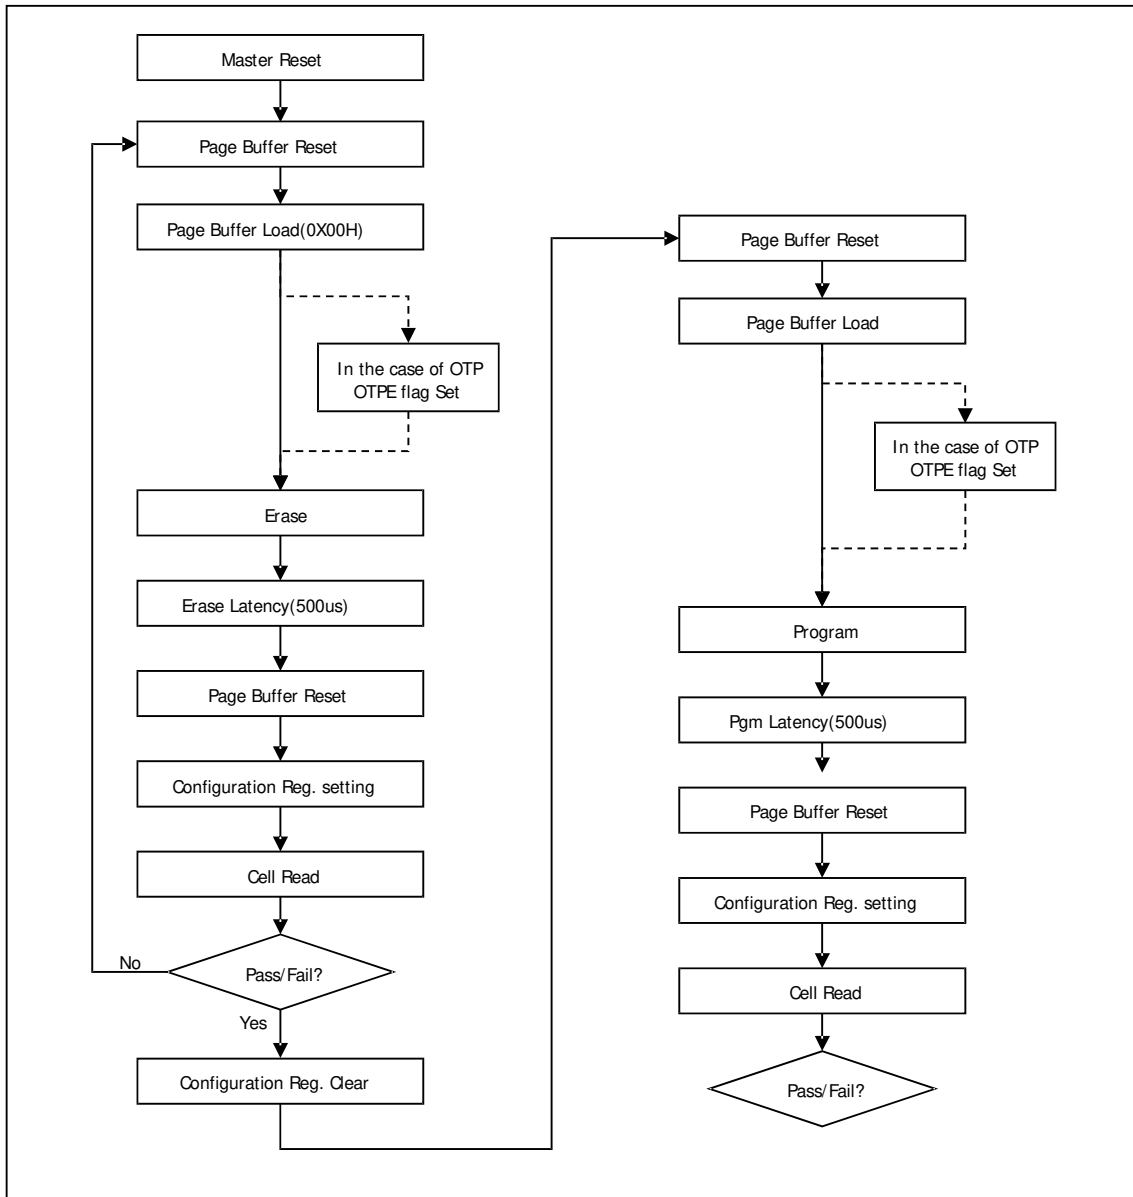 Master Reset
Page Buffer Reset
Page Buffer Load(0X00H)
In the case of OTP
OTPE flag Set
Erase
Erase Latency(500us)
Page Buffer Reset
Configuration Reg. setting
Cell Read
Pass/Fail?
No
Yes
Configuration Reg. Clear
Page Buffer Reset
Page Buffer Load
In the case of OTP
OTPE flag Set
Program
Pgm Latency(500us)
Page Buffer Reset
Configuration Reg. setting
Cell Read
Pass/Fail?